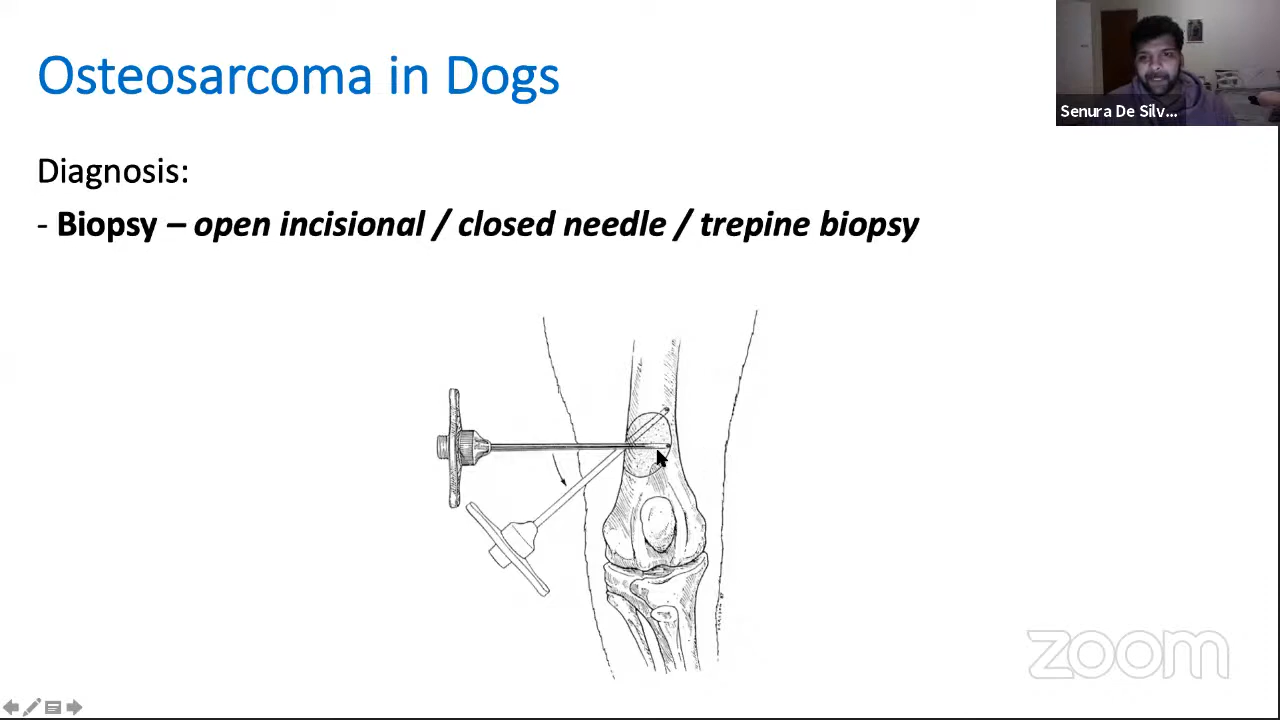 Osteosarcoma in Dogs
Senura De Silv...
Diagnosis:
- Biopsy – open incisional / closed needle / trepine biopsy
zoom